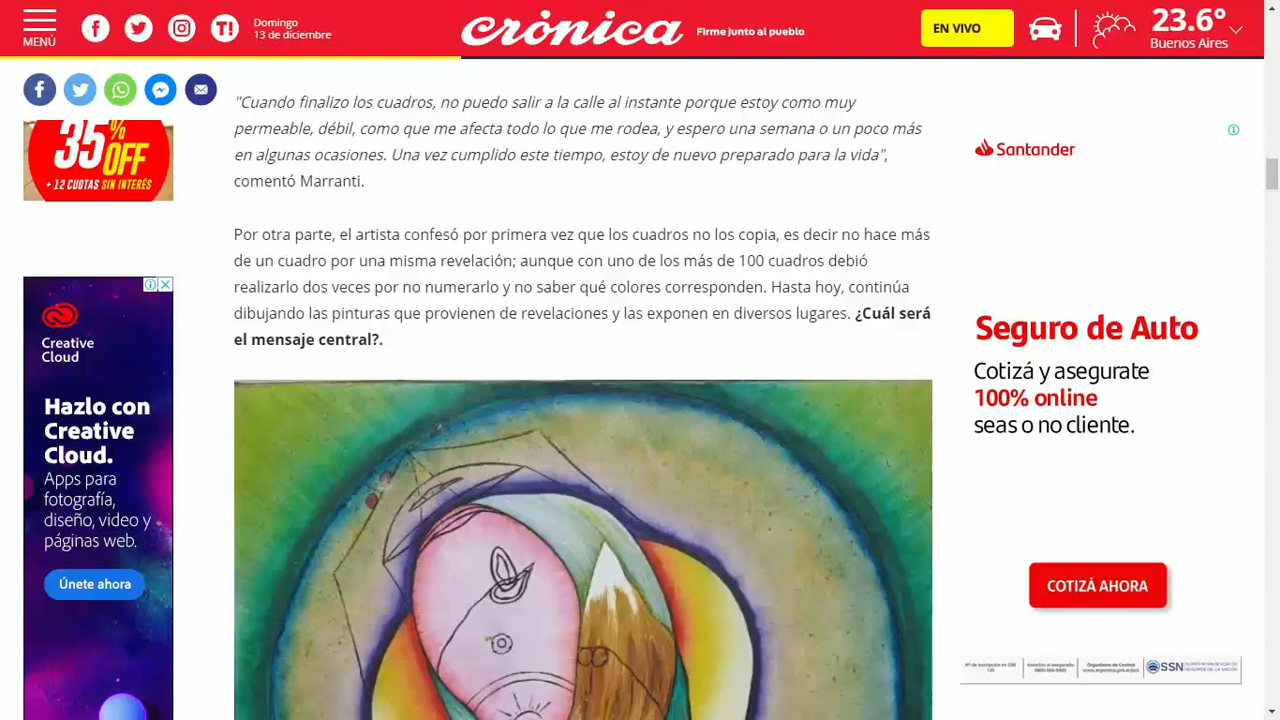 MENÚ
Domingo
13 de diciembre
crónica
Firme junto al pueblo
EN VIVO
23.6°
Buenos Aires
35% OFF
+ 12 CUOTAS SIN INTERÉS
"Cuando finalizo los cuadros, no puedo salir a la calle al instante porque estoy como muy
permeable, débil, como que me afecta todo lo que me rodea, y espero una semana o un poco más
en algunas ocasiones. Una vez cumplido este tiempo, estoy de nuevo preparado para la vida",
comentó Marranti.
Por otra parte, el artista confesó por primera vez que los cuadros no los copia, es decir no hace más
de un cuadro por una misma revelación; aunque con uno de los más de 100 cuadros debió
realizarlo dos veces por no numerarlo y no saber qué colores corresponden. Hasta hoy, continúa
dibujando las pinturas que provienen de revelaciones y las exponen en diversos lugares. ¿Cuál será
el mensaje central?.
Creative
Cloud
Hazlo con
Creative
Cloud.
Apps para
fotografía,
diseño, video y
páginas web.
Únete ahora
Santander
Seguro de Auto
Cotizá y asegurate
100% online
seas o no cliente.
COTIZÁ AHORA
SSN